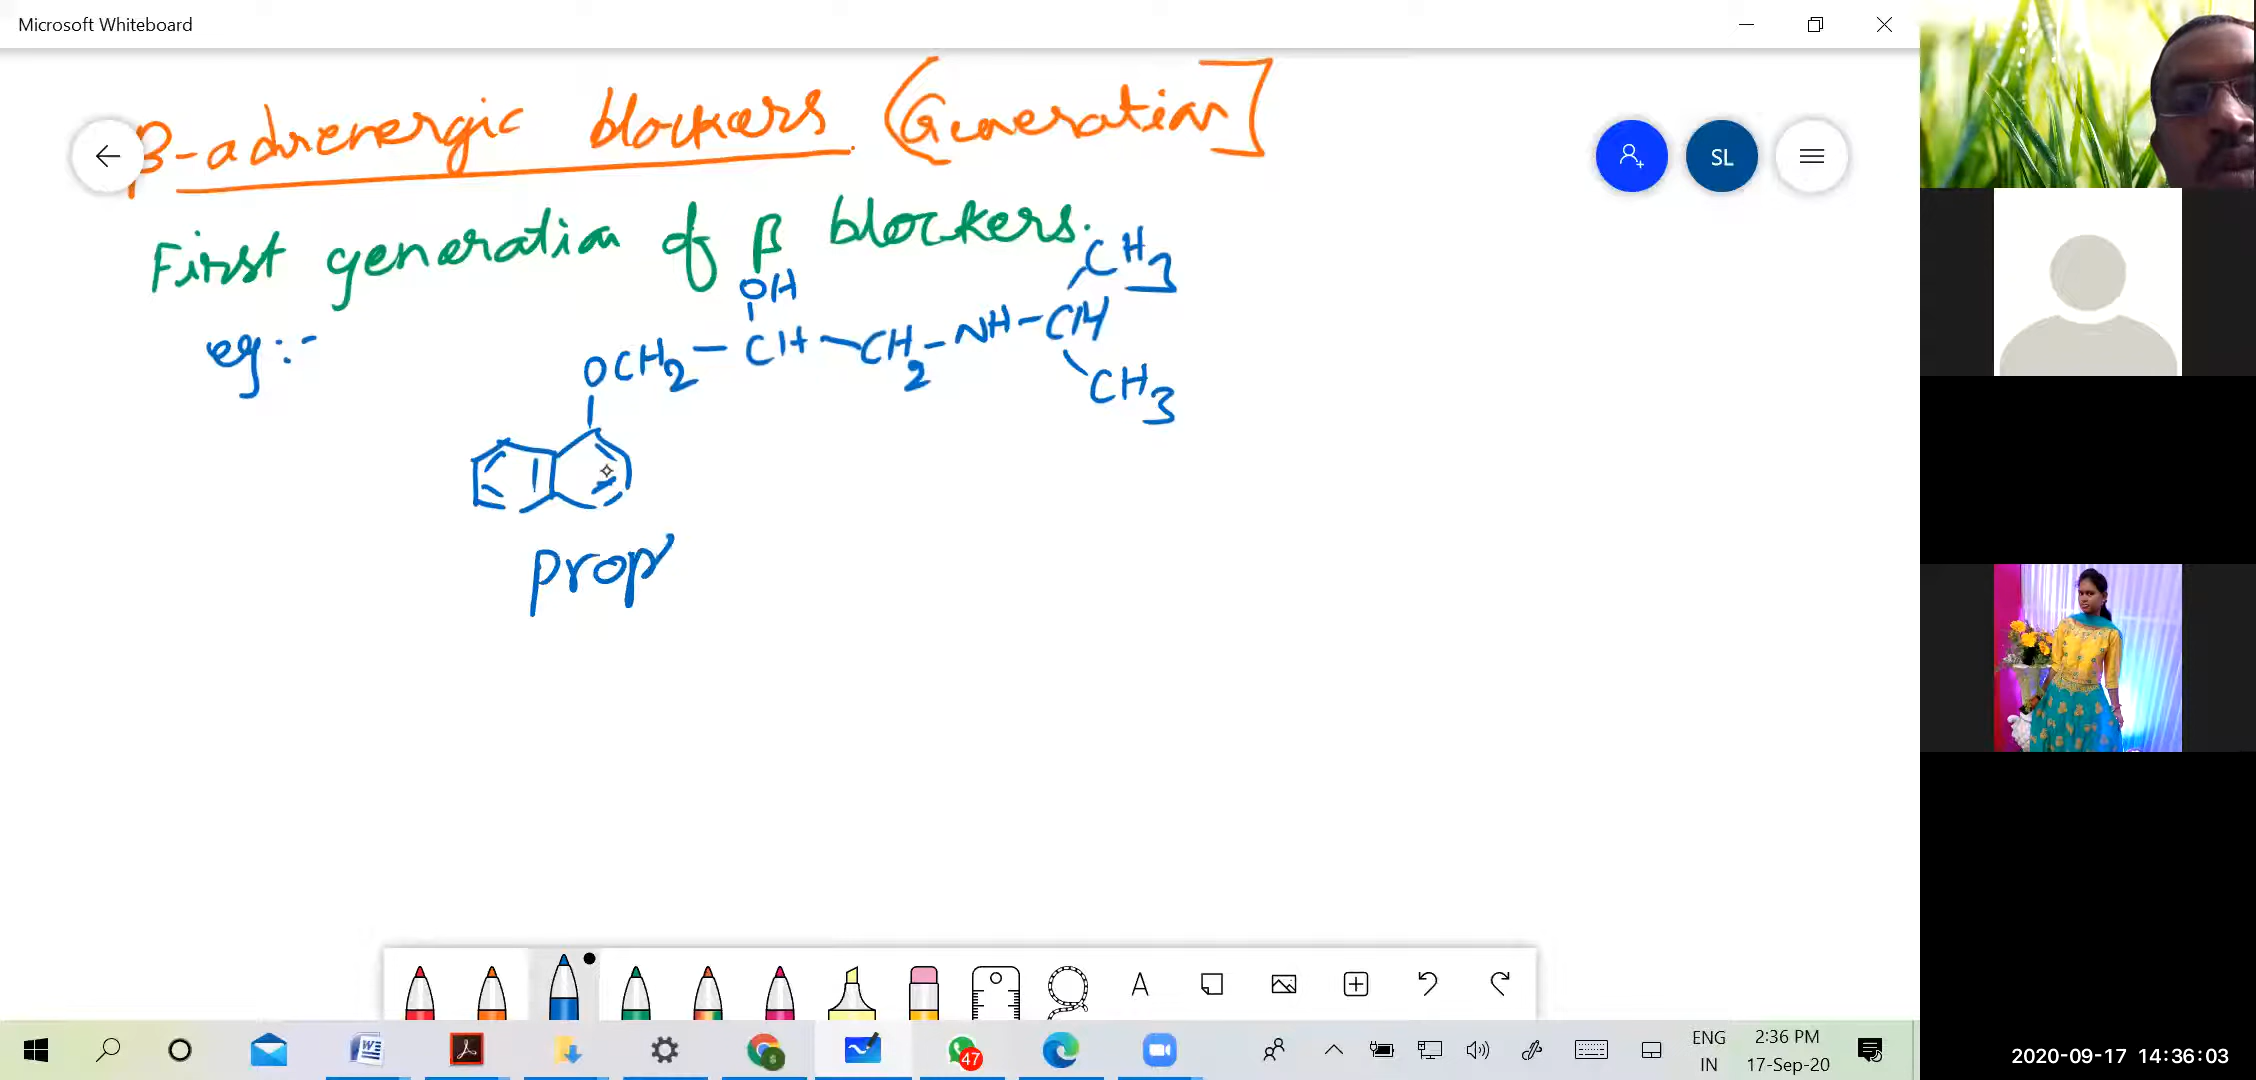 Microsoft Whiteboard
β-adrenergic blockers (Generation]
First generation of β blockers.
eg:-
OH
CH3
OCH2 - CH - CH2 - NH - CH
CH3
prop
SL
A
47
ENG
IN
2:36 PM
17-Sep-20
2020-09-17 14:36:03